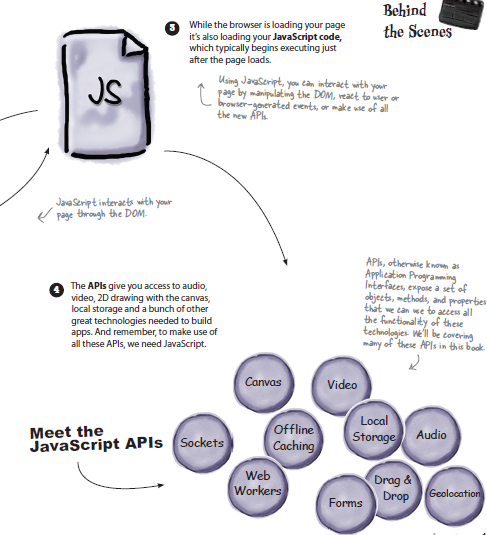 Behind
the Scenes
3 While the browser is loading your page
it's also loading your JavaScript code,
which typically begins executing just
after the page loads.
JS
Using JavaScript, you can interact with your
page by manipulating the DOM, react to user or
browser-generated events, or make use of all
the new APIs.
JavaScript interacts with your
page through the DOM.
APIs, otherwise known as
Application Programming
Interfaces, expose a set of
objects, methods, and properties
that we can use to access all
the functionality of these
technologies. We'll be covering
many of these APIs in this book.
4 The APIs give you access to audio,
video, 2D drawing with the canvas,
local storage and a bunch of other
great technologies needed to build
apps. And remember, to make use of
all these APIs, we need JavaScript.
Meet the
JavaScript APIs
Canvas
Video
Sockets
Offline
Caching
Local
Storage
Audio
Web
Workers
Forms
Drag &
Drop
Geolocation